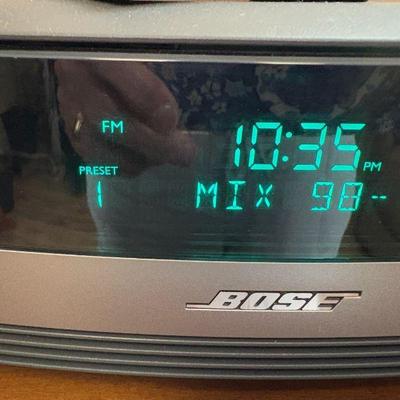 FM 10:35 PM
PRESET
1 MIX 98--
BOSE